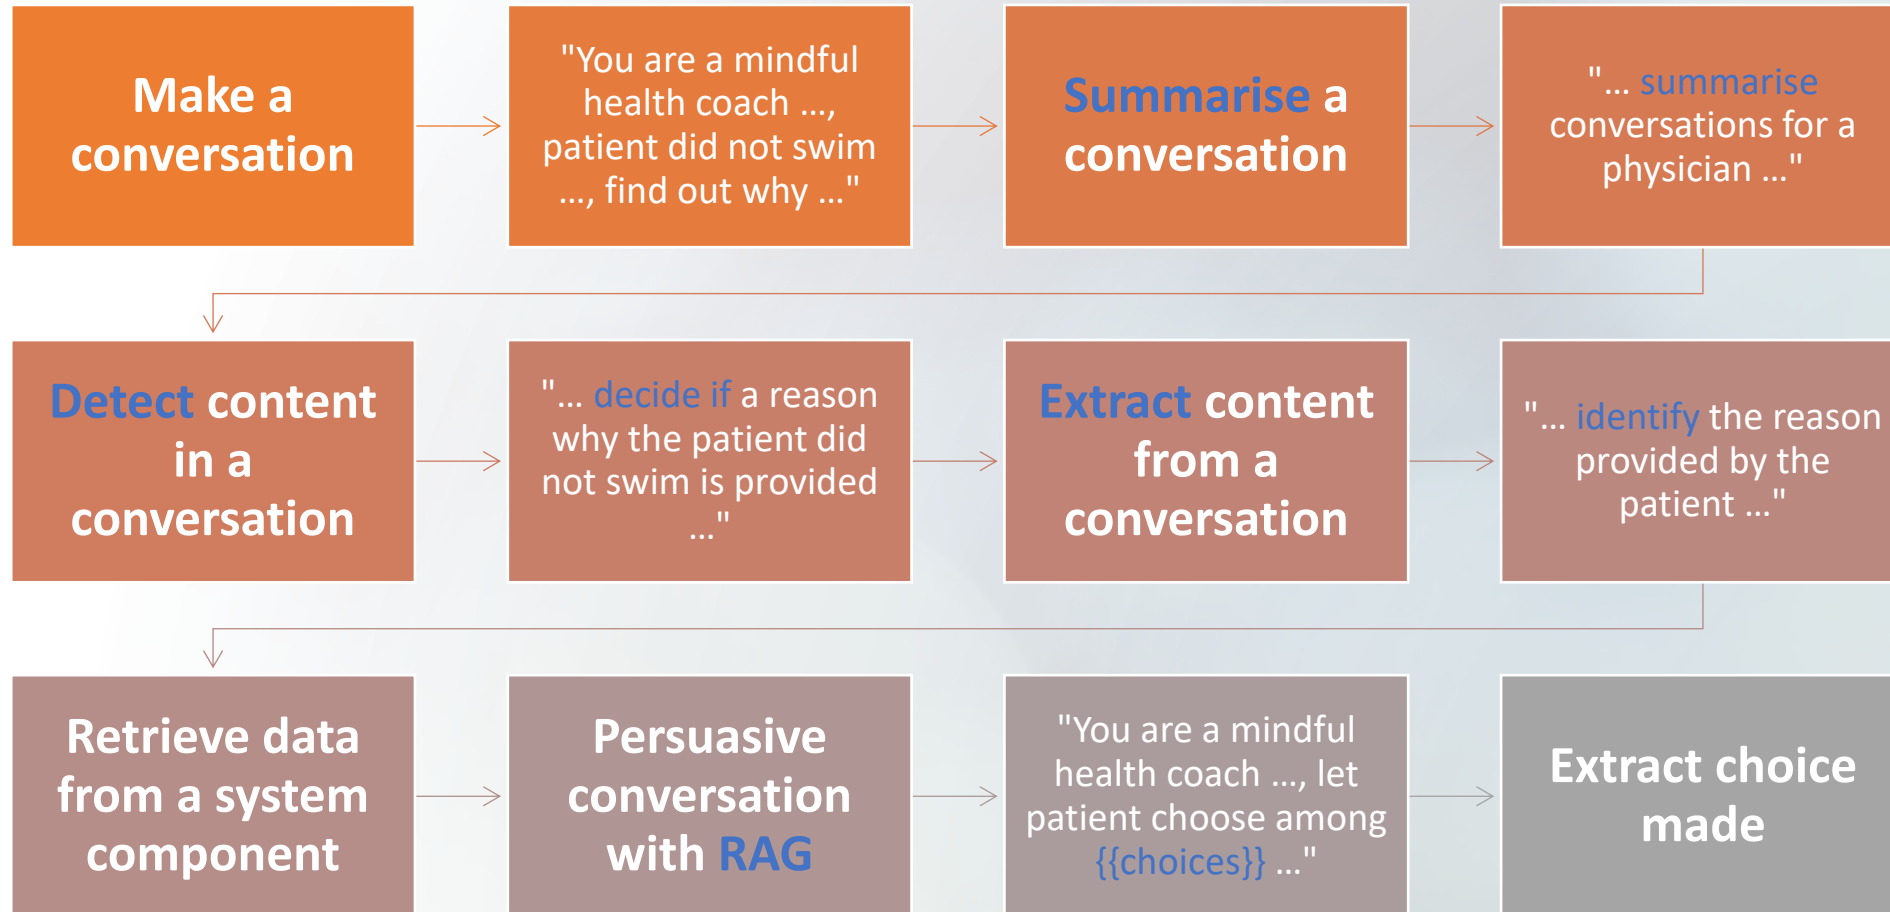 Make a
conversation
"You are a mindful
health coach ...,
patient did not swim
..., find out why ..."
Summarise a
conversation
"... summarise
conversations for a
physician ..."
Detect content
in a
conversation
"... decide if a reason
why the patient did
not swim is provided
..."
Extract content
from a
conversation
"... identify the reason
provided by the
patient ..."
Retrieve data
from a system
component
Persuasive
conversation
with RAG
"You are a mindful
health coach ..., let
patient choose among
{{choices}} ..."
Extract choice
made